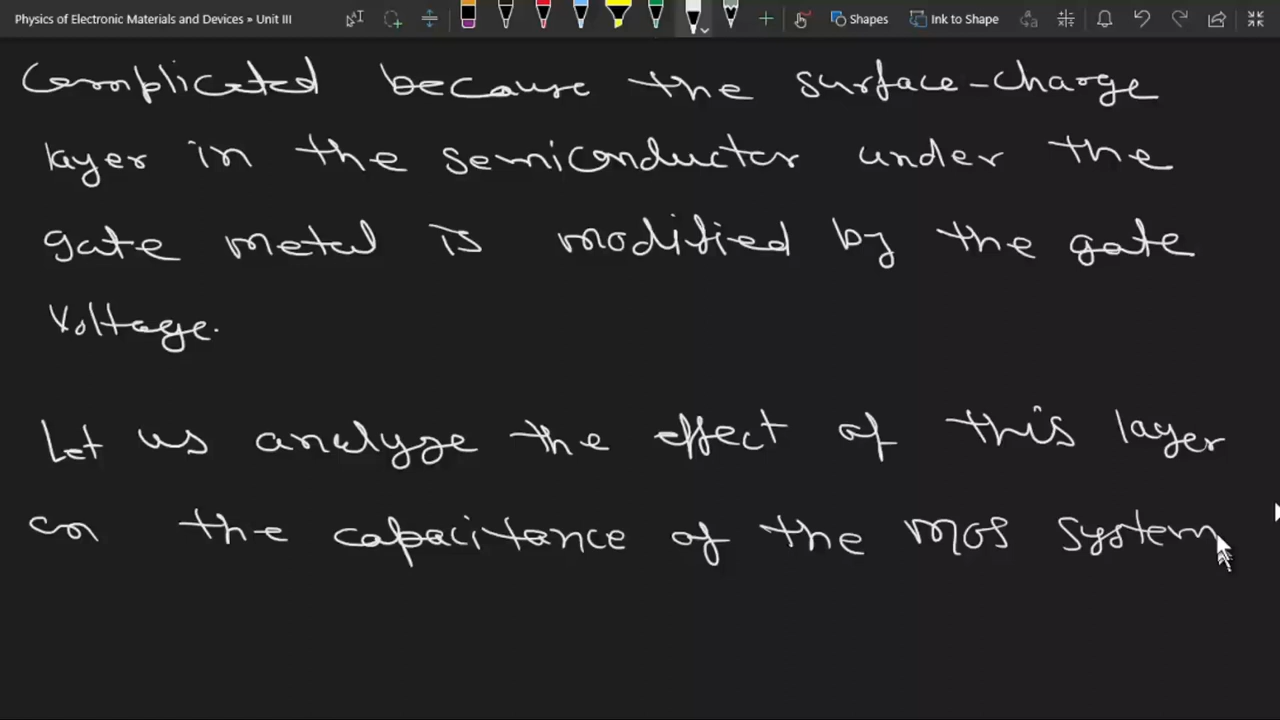 Physics of Electronic Materials and Devices » Unit III
Shapes
Ink to Shape
Complicated because the surface-charge
layer in the semiconductor under the
gate metal is modified by the gate
voltage.
Let us analyze the effect of this layer
on the capacitance of the MOS system